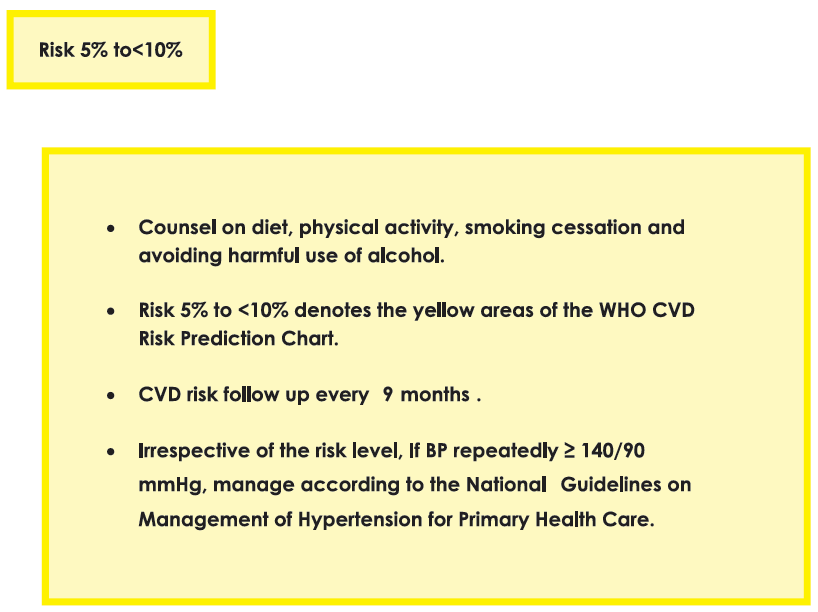 Risk 5% to<10%
• Counsel on diet, physical activity, smoking cessation and
avoiding harmful use of alcohol.
• Risk 5% to <10% denotes the yellow areas of the WHO CVD
Risk Prediction Chart.
• CVD risk follow up every 9 months .
• Irrespective of the risk level, If BP repeatedly ≥ 140/90
mmHg, manage according to the National Guidelines on
Management of Hypertension for Primary Health Care.